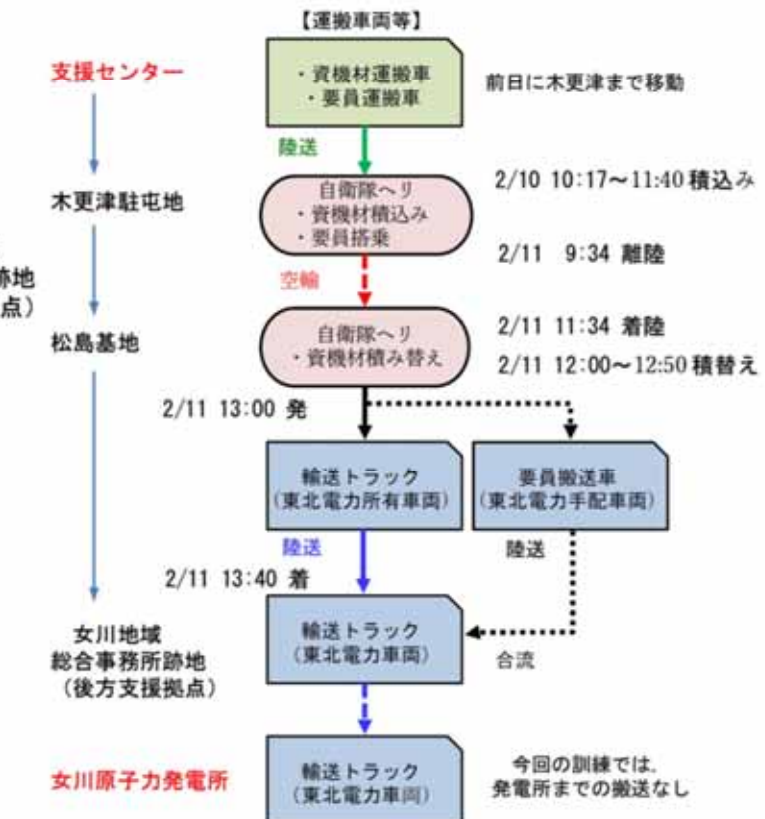 【運搬車両等】
支援センター
・資機材運搬車
・要員運搬車
前日に木更津まで移動
陸送
木更津駐屯地
自衛隊ヘリ
・資機材積込み
・要員搭乗
2/10 10:17～11:40 積込み
2/11 9:34 離陸
跡地
点）
空輸
松島基地
自衛隊ヘリ
・資機材積み替え
2/11 11:34 着陸
2/11 12:00～12:50 積替え
2/11 13:00 発
輸送トラック
（東北電力所有車両）
要員搬送車
（東北電力手配車両）
陸送
陸送
2/11 13:40 着
女川地域
総合事務所跡地
（後方支援拠点）
輸送トラック
（東北電力車両）
合流
女川原子力発電所
輸送トラック
（東北電力車両）
今回の訓練では、
発電所までの搬送なし